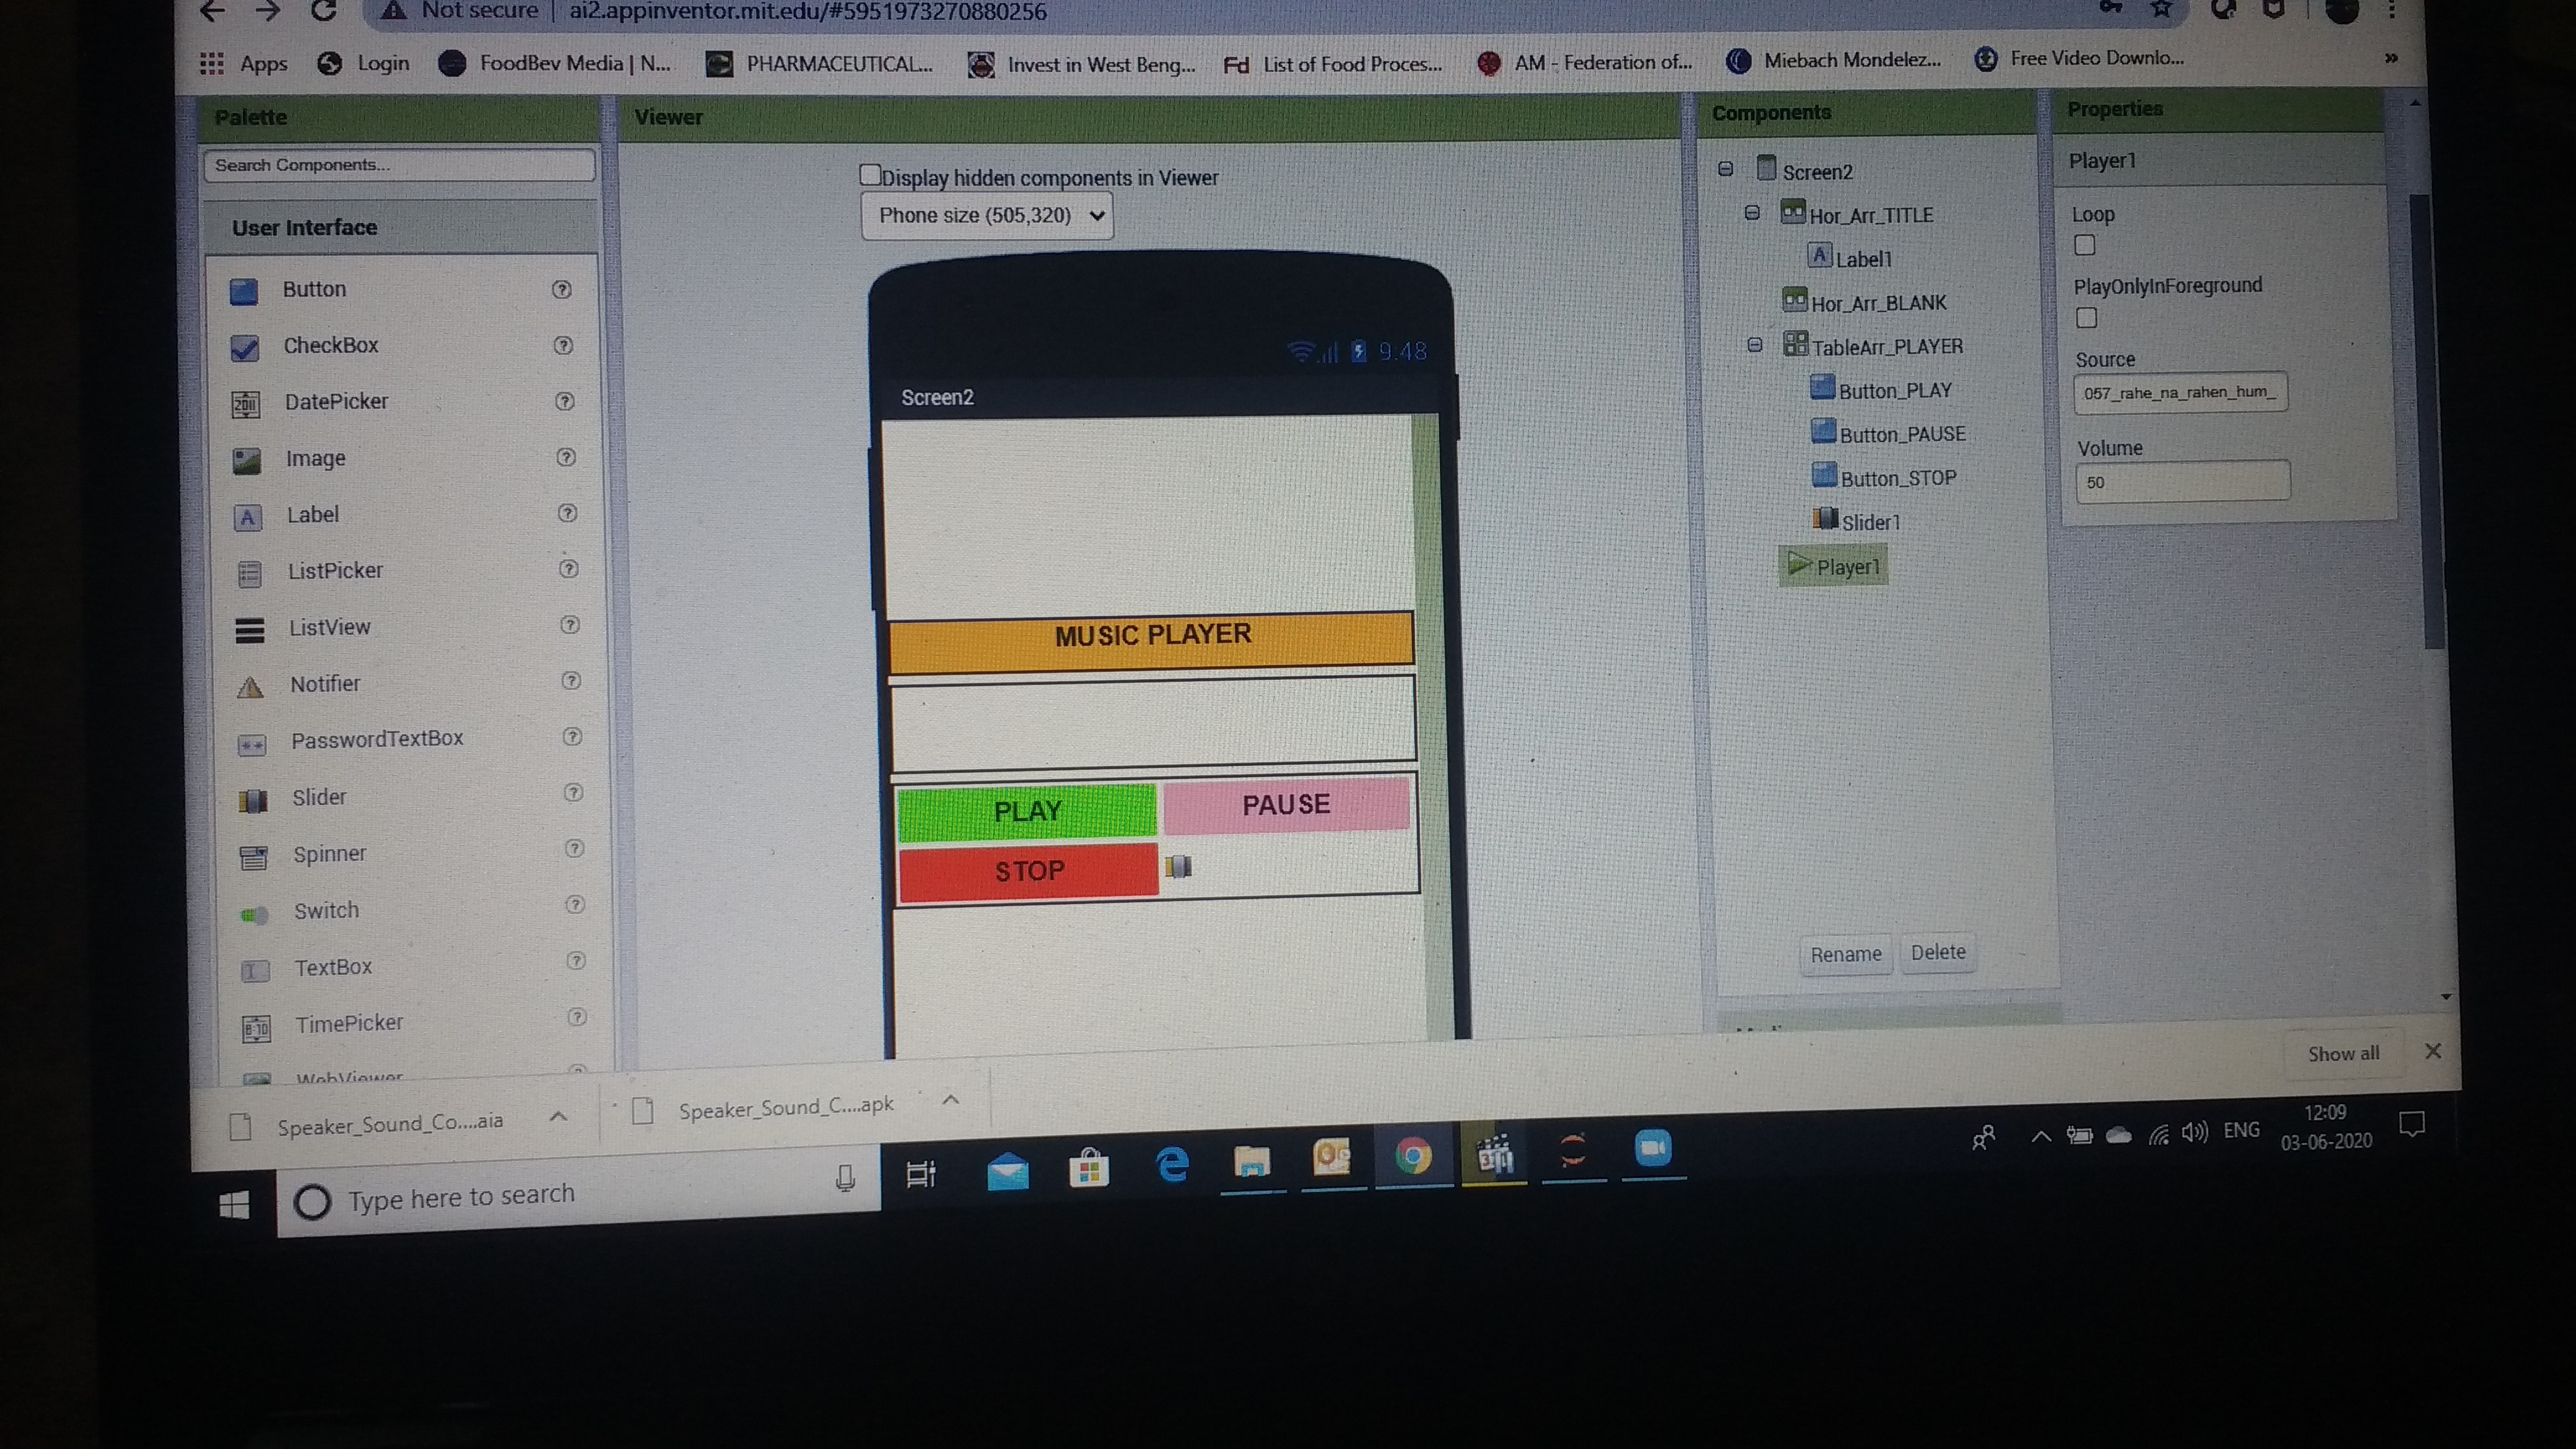 Not secure | ai2.appinventor.mit.edu/#5951973270880256
Apps Login FoodBev Media | N... PHARMACEUTICAL... Invest in West Beng... Fd List of Food Proces... AM - Federation of... Miebach Mondelez... Free Video Downlo... »
Palette
Search Components...
User Interface
Button ?
CheckBox ?
DatePicker ?
Image ?
Label ?
ListPicker ?
ListView ?
Notifier ?
PasswordTextBox ?
Slider ?
Spinner ?
Switch ?
TextBox ?
TimePicker ?
WebViewer
Viewer
Display hidden components in Viewer
Phone size (505,320)
9:48
Screen2
MUSIC PLAYER
PLAY PAUSE
STOP
Components
Screen2
Hor_Arr_TITLE
Label1
Hor_Arr_BLANK
TableArr_PLAYER
Button_PLAY
Button_PAUSE
Button_STOP
Slider1
Player1
Rename Delete
Properties
Player1
Loop
PlayOnlyInForeground
Source
057_rahe_na_rahen_hum_
Volume
50
Speaker_Sound_Co....aia Speaker_Sound_C....apk Show all
Type here to search
ENG
12:09
03-06-2020